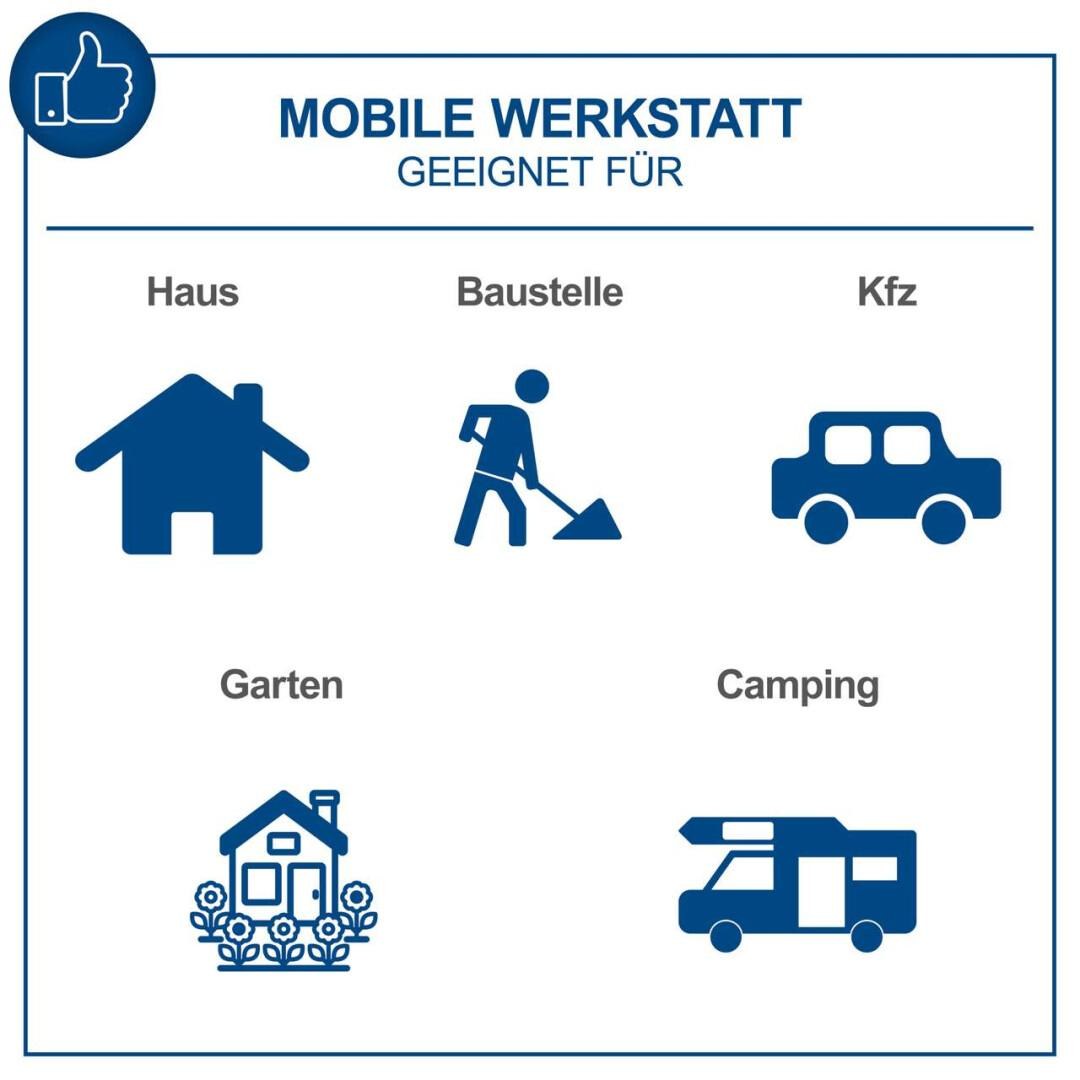 MOBILE WERKSTATT
GEEIGNET FÜR
Haus
Baustelle
Kfz
Garten
Camping